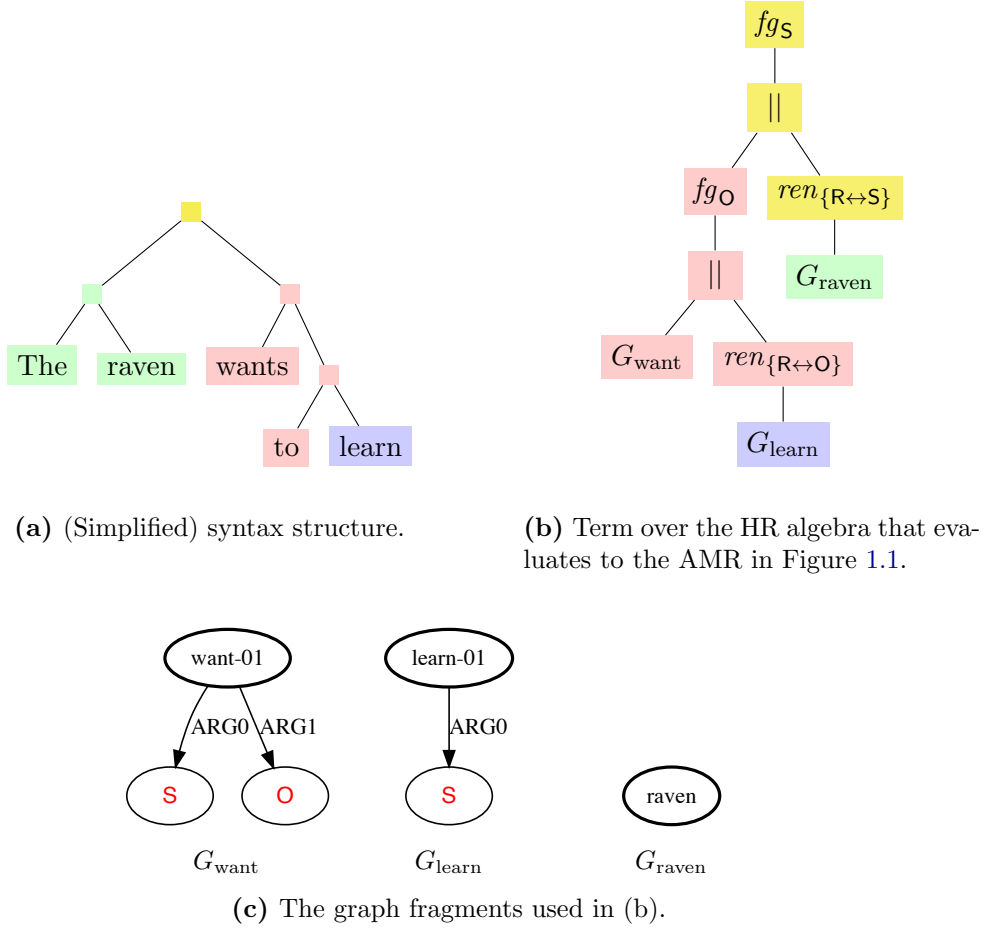 fg_S
||
fg_O
ren_{R↔S}
||
G_raven
The raven wants
G_want
ren_{R↔O}
to learn
G_learn
(a) (Simplified) syntax structure.
(b) Term over the HR algebra that eva-
luates to the AMR in Figure 1.1.
want-01
learn-01
ARG0
ARG1
ARG0
S
O
S
raven
G_want
G_learn
G_raven
(c) The graph fragments used in (b).